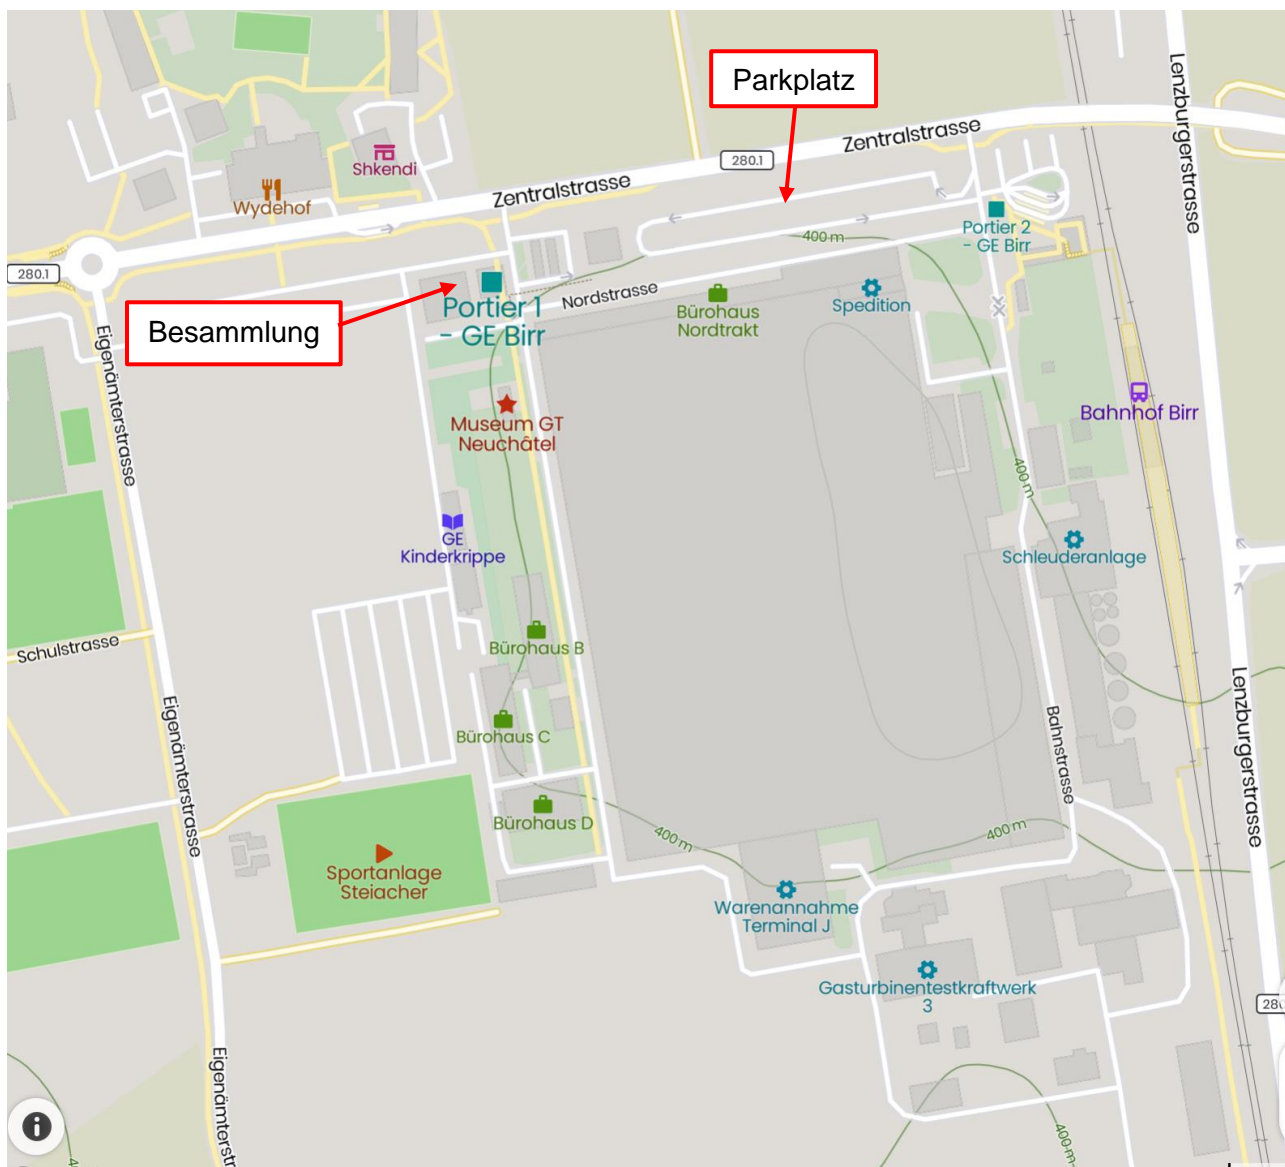 Parkplatz
Lenzburgerstrasse
Zentralstrasse
280.1
Shkendi
Zentralstrasse
Wydehof
Portier 2
- GE Birr
400 m
280.1
Besammlung
Portier 1
- GE Birr
Nordstrasse
Bürohaus
Nordtrakt
Spedition
Eigenämterstrasse
Museum GT
Neuchâtel
Bahnhof Birr
400 m
GE
Kinderkrippe
Schleuderanlage
Schulstrasse
Bürohaus B
Eigenämterstrasse
Bürohaus C
Bahnstrasse
Lenzburgerstrasse
Bürohaus D
400 m
400 m
Sportanlage
Steiacher
Warenannahme
Terminal J
Gasturbinentestkraftwerk
3
28
Eigenämterstr
400 m
4